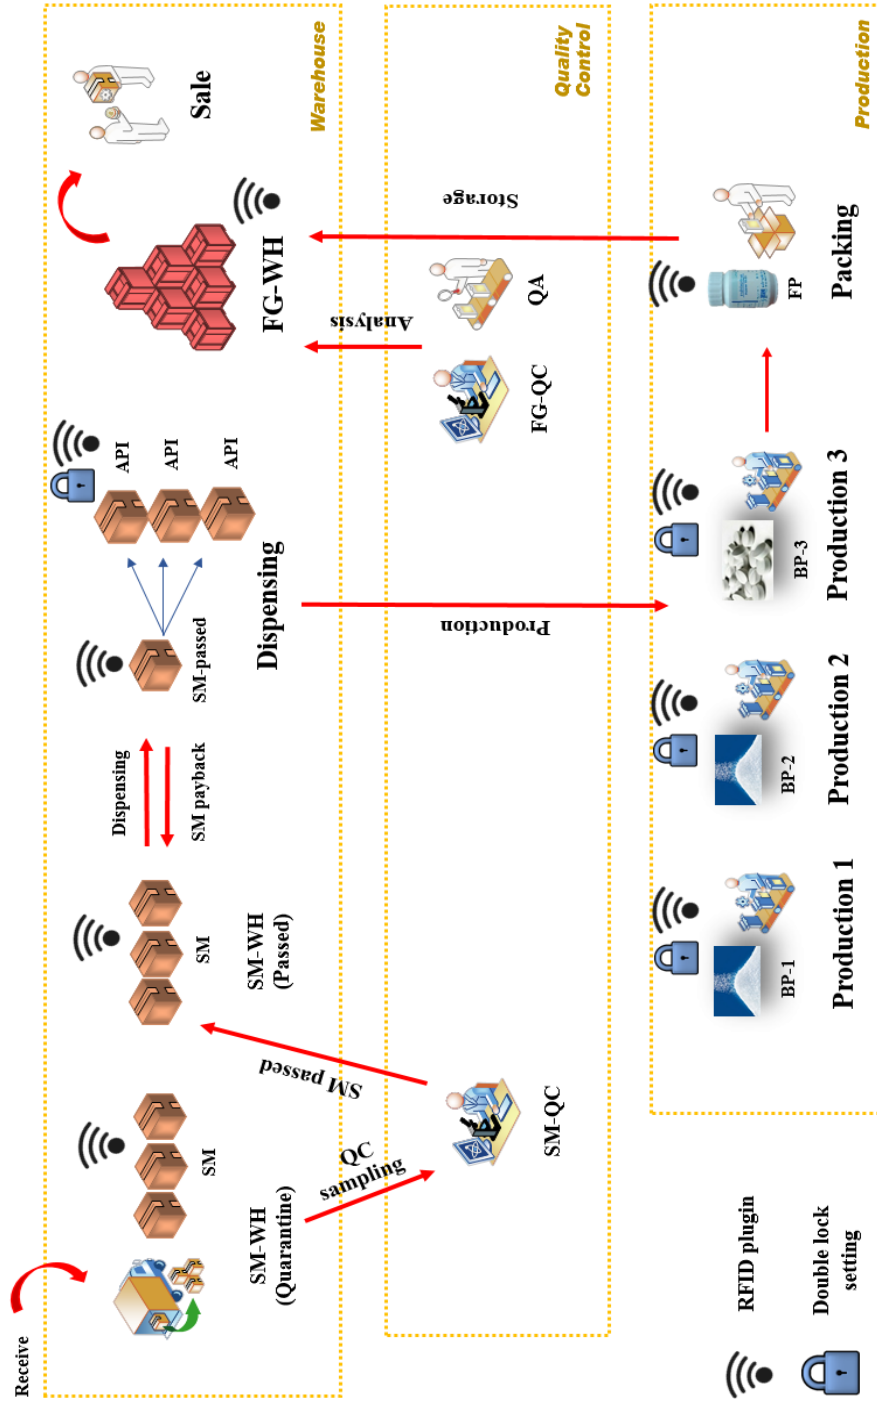 Receive
SM
SM-WH
(Quarantine)
SM
SM-WH
(Passed)
Dispensing
SM payback
SM-passed
Dispensing
API
API
API
FG-WH
Sale
Warehouse
QC
sampling
SM passed
SM-QC
Production
Analysis
FG-QC
QA
Storage
Quality
Control
BP-1
Production 1
BP-2
Production 2
BP-3
Production 3
FP
Packing
Production
RFID plugin
Double lock
setting